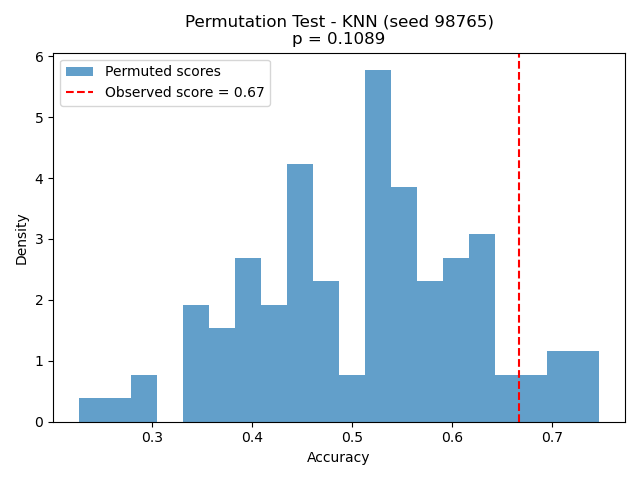 Permutation Test - KNN (seed 98765)
p = 0.1089
Permuted scores
Observed score = 0.67
6
5
4
3
2
1
0
Density
0.3 0.4 0.5 0.6 0.7
Accuracy